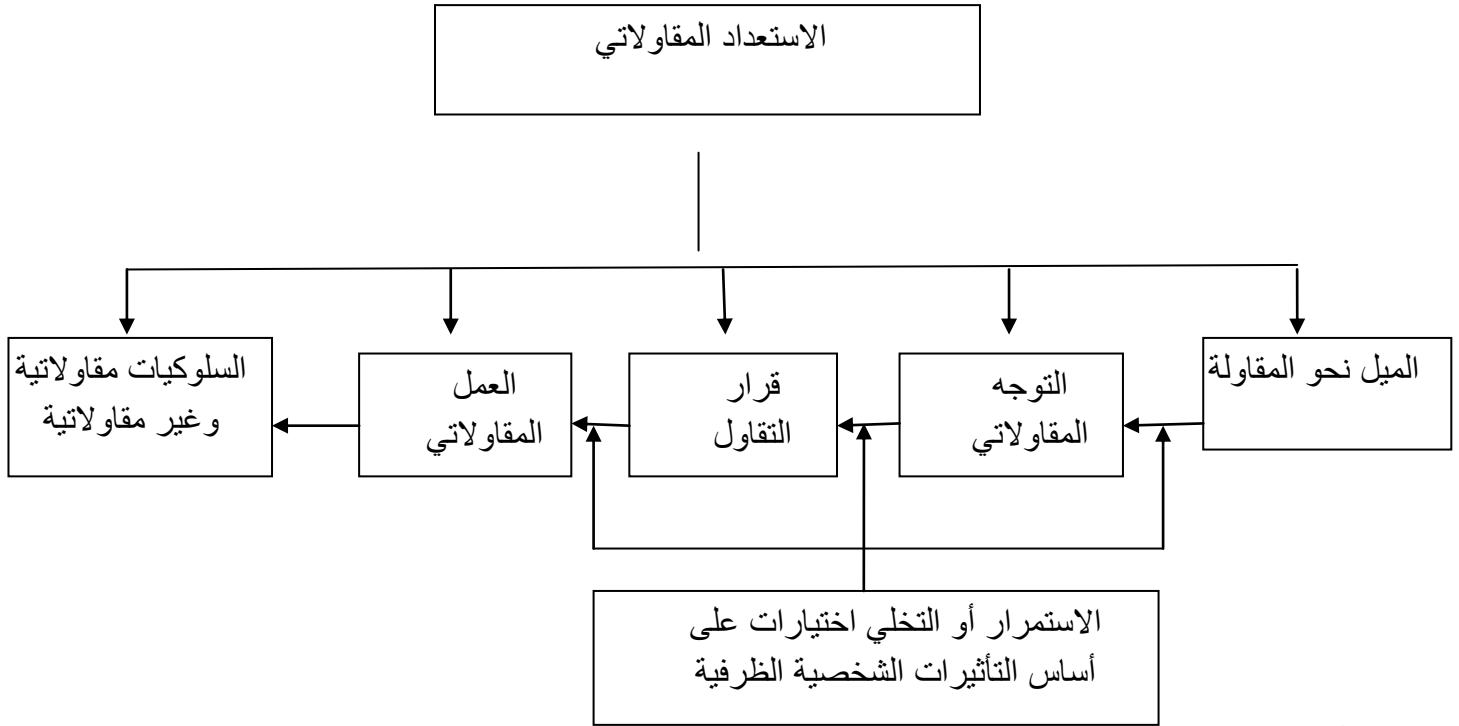 الاستعداد المقاولاتي
الميل نحو المقاولة
التوجه
المقاولاتي
قرار
التقاول
العمل
المقاولاتي
السلوكيات مقاولاتية
وغير مقاولاتية
الاستمرار أو التخلي اختيارات على
أساس التأثيرات الشخصية الظرفية